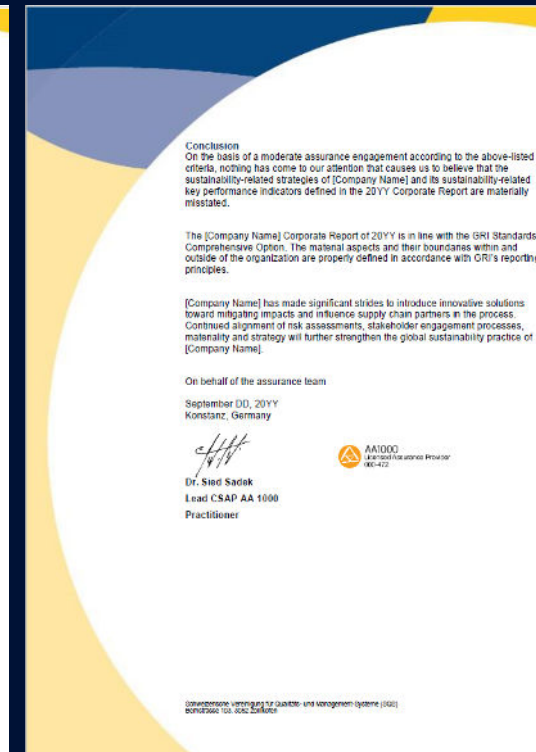 Conclusion
On the basis of a moderate assurance engagement according to the above-listed
criteria, nothing has come to our attention that causes us to believe that the
sustainability-related strategies of [Company Name] and its sustainability-related
key performance indicators defined in the 20YY Corporate Report are materially
misstated.
The [Company Name] Corporate Report of 20YY is in line with the GRI Standards
Comprehensive Option. The material aspects and their boundaries within and
outside of the organization are properly defined in accordance with GRI's reporting
principles.
[Company Name] has made significant strides to introduce innovative solutions
toward mitigating impacts and influence supply chain partners in the process.
Continued alignment of risk assessments, stakeholder engagement processes,
materiality and strategy will further strengthen the global sustainability practice of
[Company Name].
On behalf of the assurance team
September DD, 20YY
Konstanz, Germany
AA1000
Licensed Assurance Provider
000-472
Dr. Sied Sadek
Lead CSAP AA 1000
Practitioner
Schweizerische Vereinigung für Qualitäts- und Management-Systeme (SQS)
Bernstrasse 103, 3052 Zollikofen